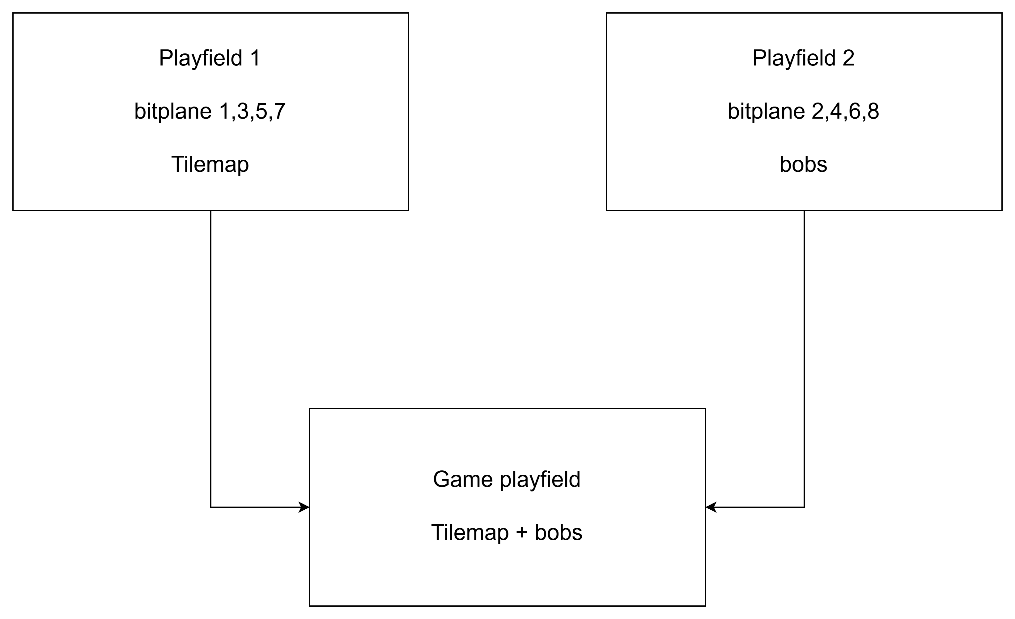 Playfield 1
bitplane 1,3,5,7
Tilemap
Playfield 2
bitplane 2,4,6,8
bobs
Game playfield
Tilemap + bobs